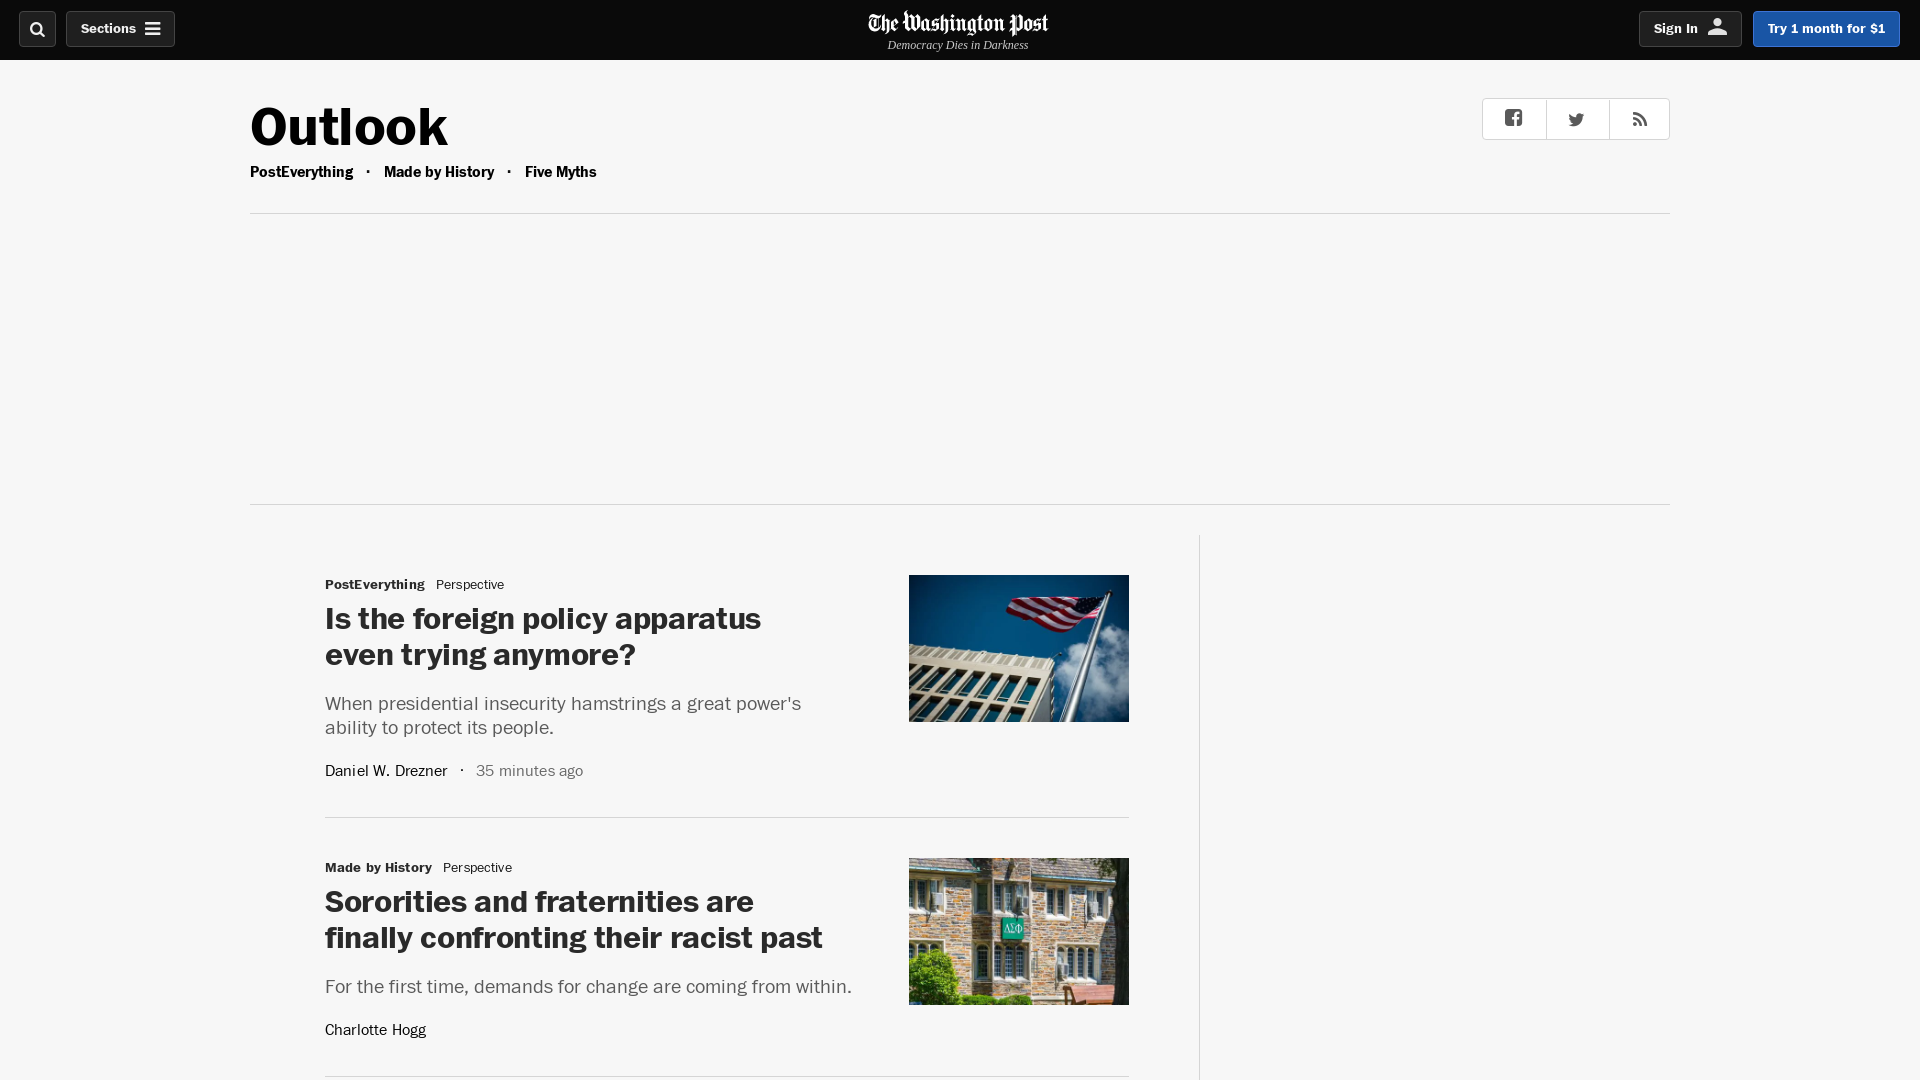 Sections
The Washington Post
Democracy Dies in Darkness
Sign In
Try 1 month for $1
Outlook
PostEverything · Made by History · Five Myths
PostEverything Perspective
Is the foreign policy apparatus
even trying anymore?
When presidential insecurity hamstrings a great power's
ability to protect its people.
Daniel W. Drezner · 35 minutes ago
Made by History Perspective
Sororities and fraternities are
finally confronting their racist past
ΛΣΦ
For the first time, demands for change are coming from within.
Charlotte Hogg